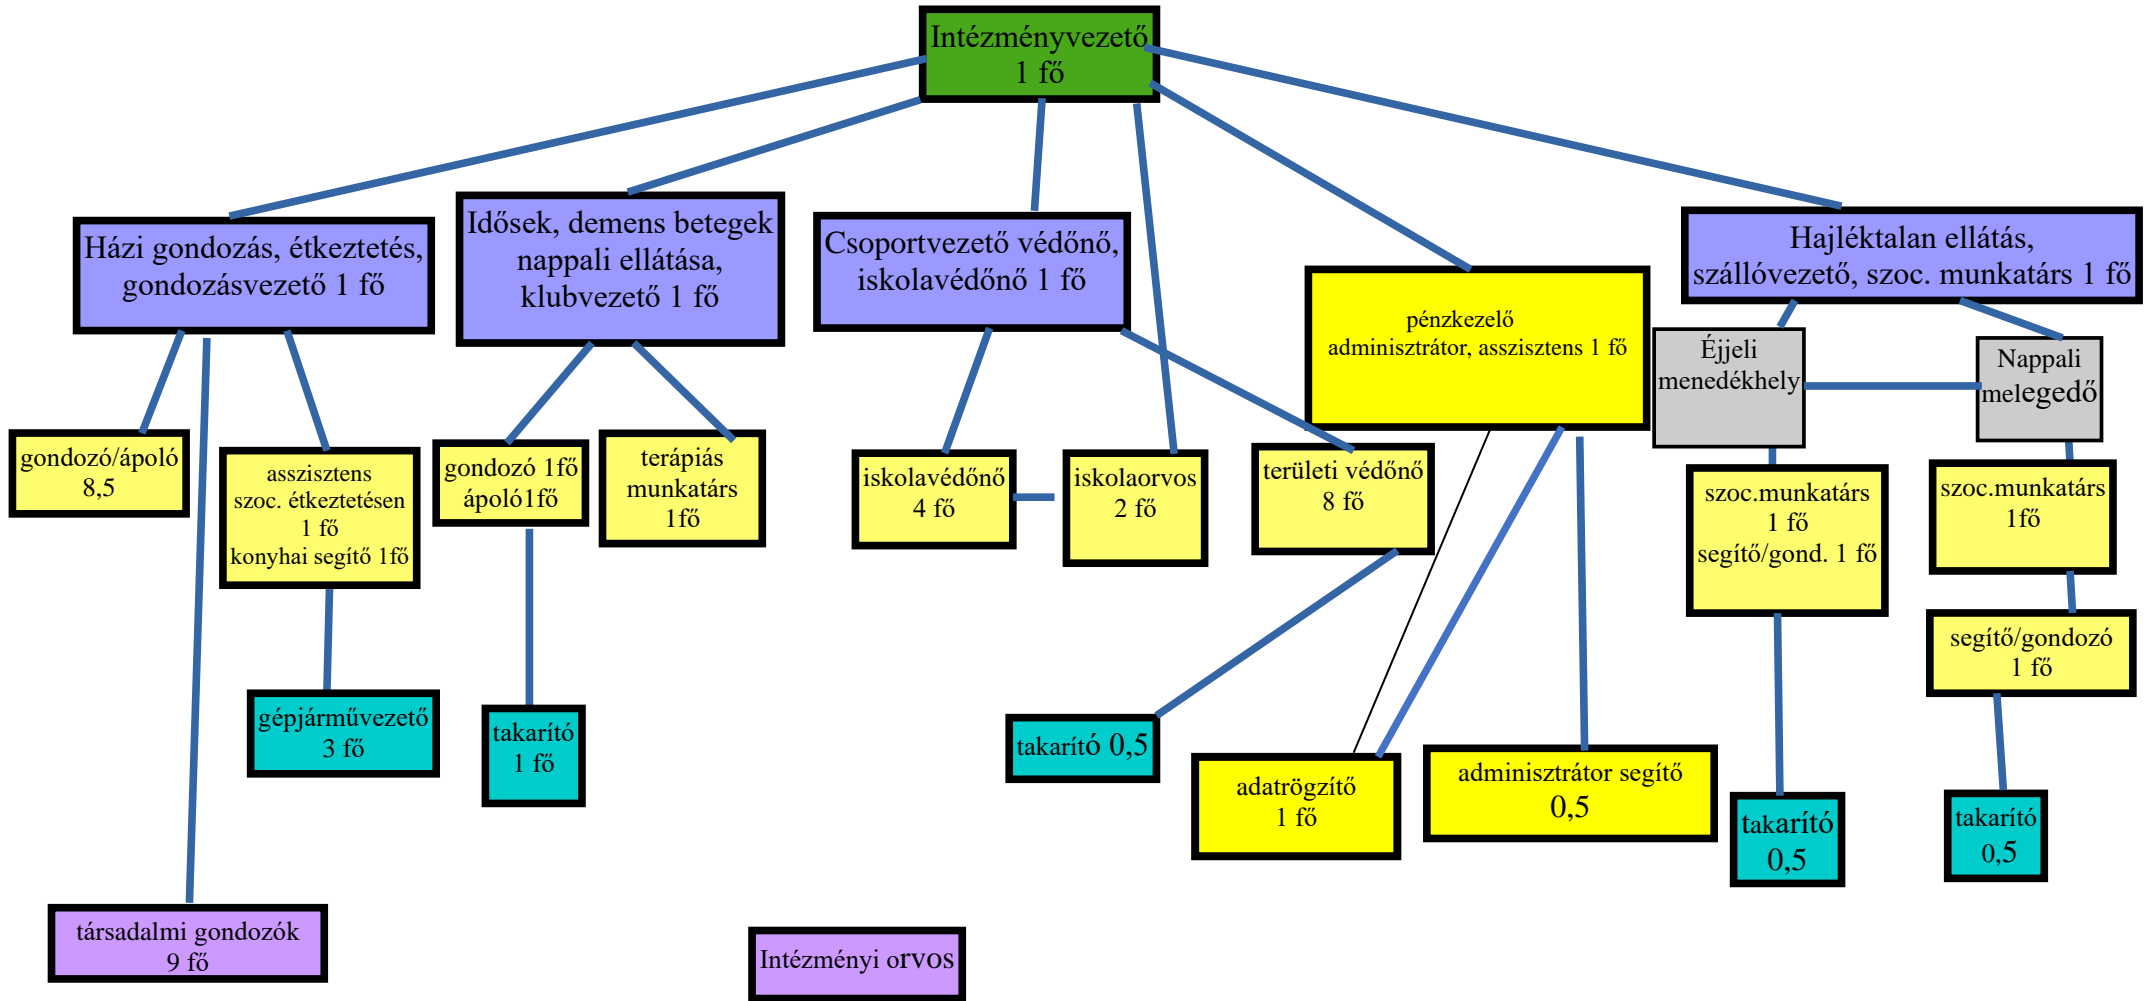 Intézményvezető
1 fő
Házi gondozás, étkeztetés,
gondozásvezető 1 fő
Idősek, demens betegek
nappali ellátása,
klubvezető 1 fő
Csoportvezető védőnő,
iskolavédőnő 1 fő
pénzkezelő
adminisztrátor, asszisztens 1 fő
Hajléktalan ellátás,
szállóvezető, szoc. munkatárs 1 fő
Éjjeli
menedékhely
Nappali
melegedő
gondozó/ápoló
8,5
asszisztens
szoc. étkeztetésen
1 fő
konyhai segítő 1fő
gondozó 1fő
ápoló1fő
terápiás
munkatárs
1fő
iskolavédőnő
4 fő
iskolaorvos
2 fő
területi védőnő
8 fő
szoc.munkatárs
1 fő
segítő/gond. 1 fő
szoc.munkatárs
1fő
segítő/gondozó
1 fő
gépjárművezető
3 fő
takarító
1 fő
takarító 0,5
adatrögzítő
1 fő
adminisztrátor segítő
0,5
takarító
0,5
takarító
0,5
társadalmi gondozók
9 fő
Intézményi orvos